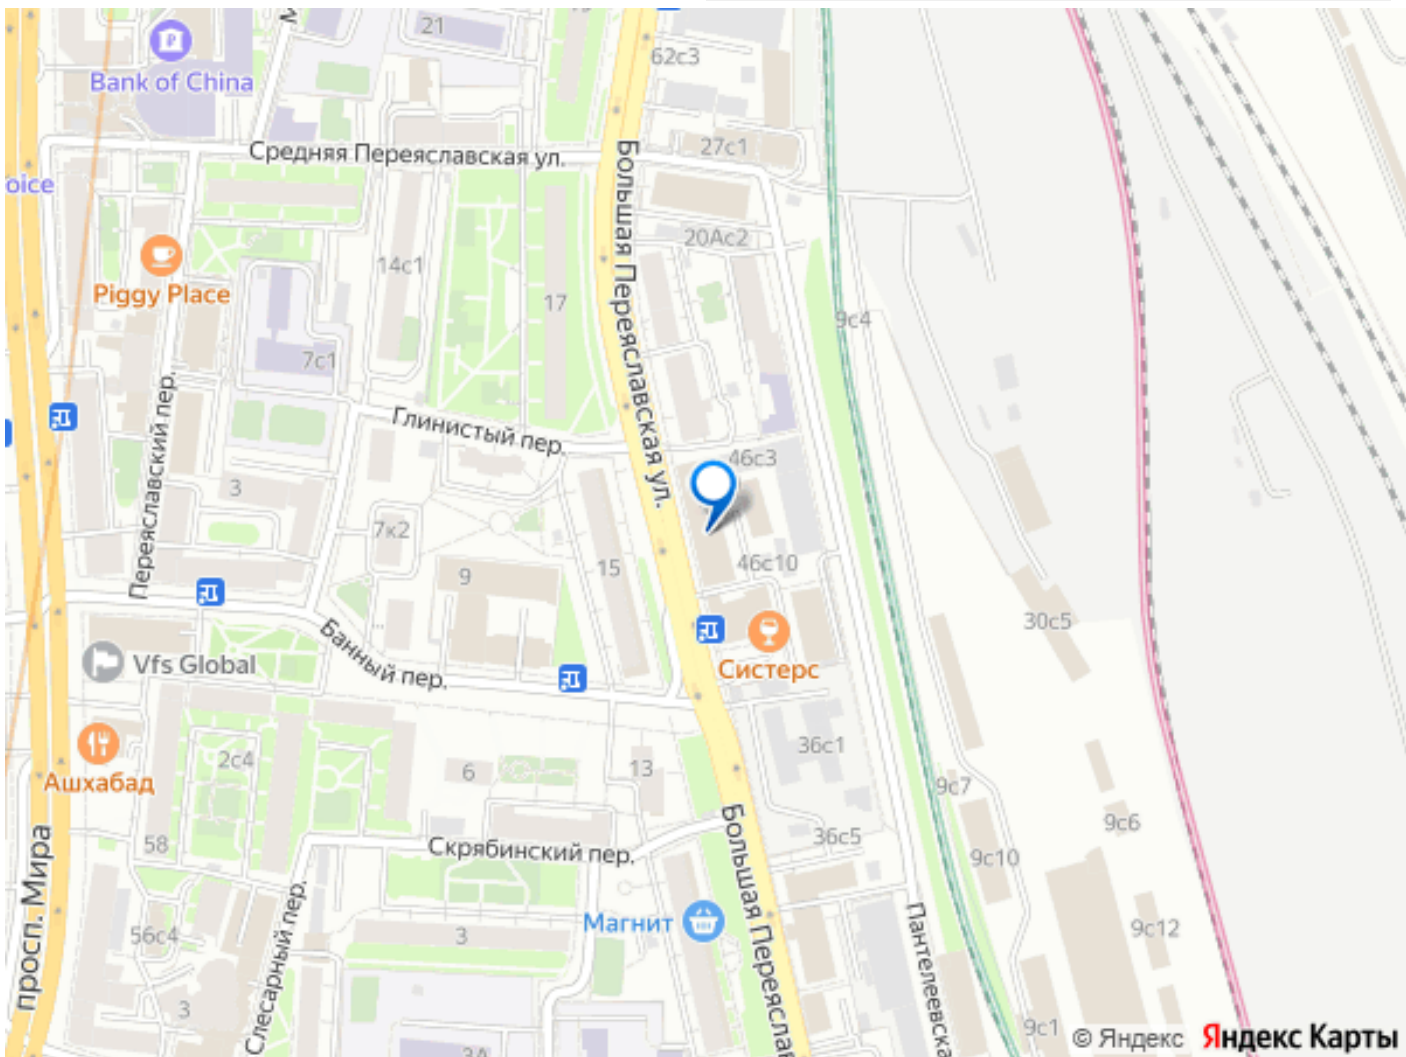 21
62с3
Bank of China
27с1
Средняя Переяславская ул.
oice
20Ас2
14с1
Piggy Place
17
Большая Переяславская ул.
9с4
7с1
Переяславский пер.
Глинистый пер.
46с3
3
7к2
46с10
9
15
30с5
Банный пер.
Vfs Global
Систерс
2с4
36с1
Ашхабад
6
13
9с7
9с6
58
Скрябинский пер.
36с5
9с10
просп. Мира
Слесарный пер.
Большая Переяслав
Магнит
56с4
3
Пантелеевска
9с12
3
9с1
3А
© Яндекс Яндекс Карты